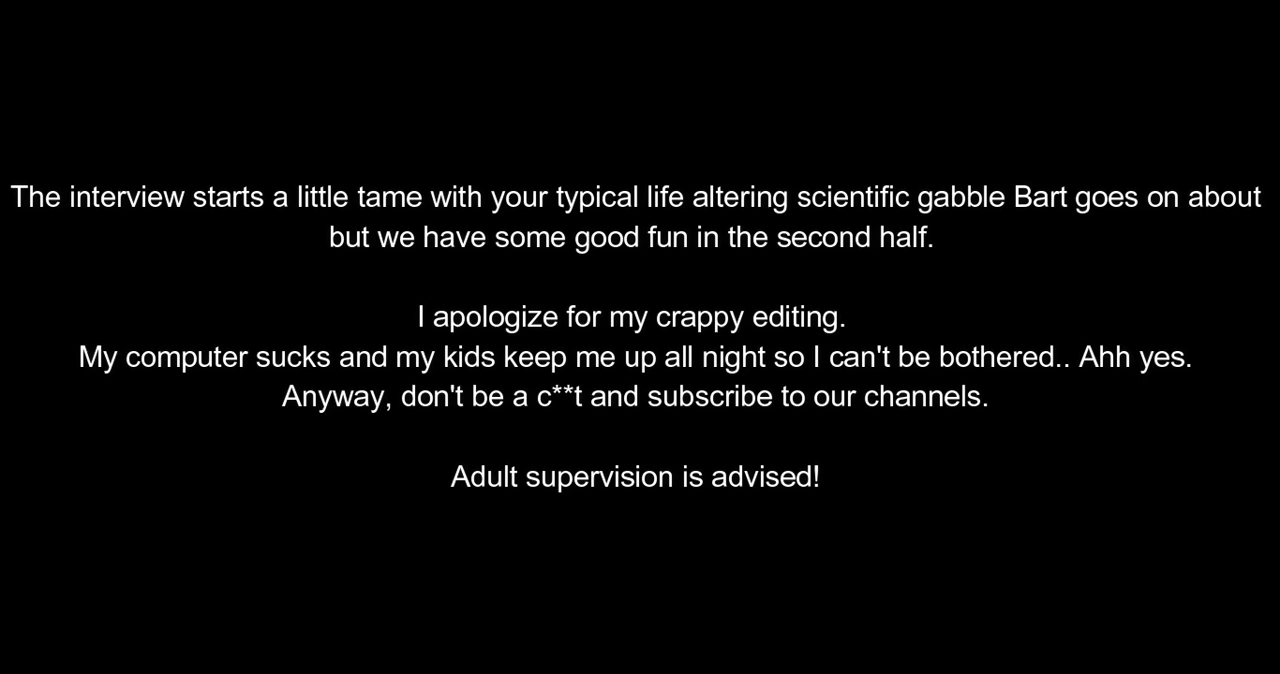 The interview starts a little tame with your typical life altering scientific gabble Bart goes on about
but we have some good fun in the second half.
I apologize for my crappy editing.
My computer sucks and my kids keep me up all night so I can't be bothered.. Ahh yes.
Anyway, don't be a c**t and subscribe to our channels.
Adult supervision is advised!